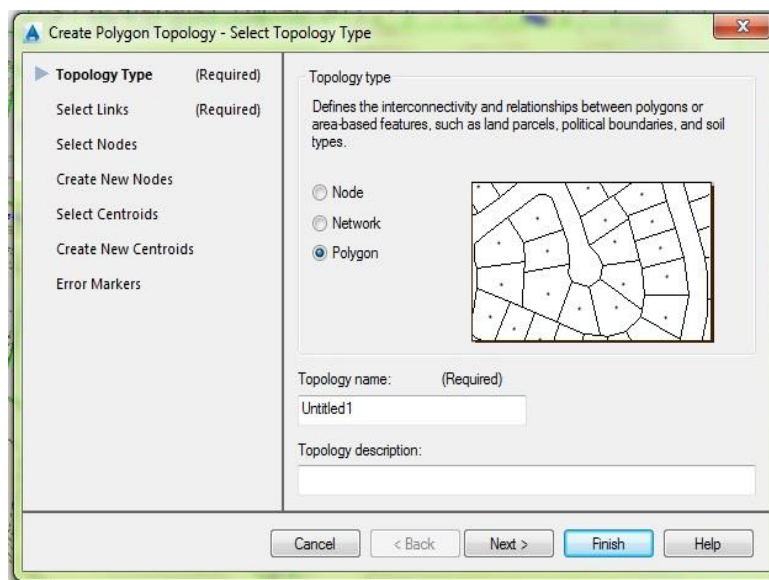 Create Polygon Topology - Select Topology Type
Topology Type (Required)
Select Links (Required)
Select Nodes
Create New Nodes
Select Centroids
Create New Centroids
Error Markers
Topology type
Defines the interconnectivity and relationships between polygons or
area-based features, such as land parcels, political boundaries, and soil
types.
Node
Network
Polygon
Topology name: (Required)
Untitled1
Topology description:
Cancel
< Back
Next >
Finish
Help